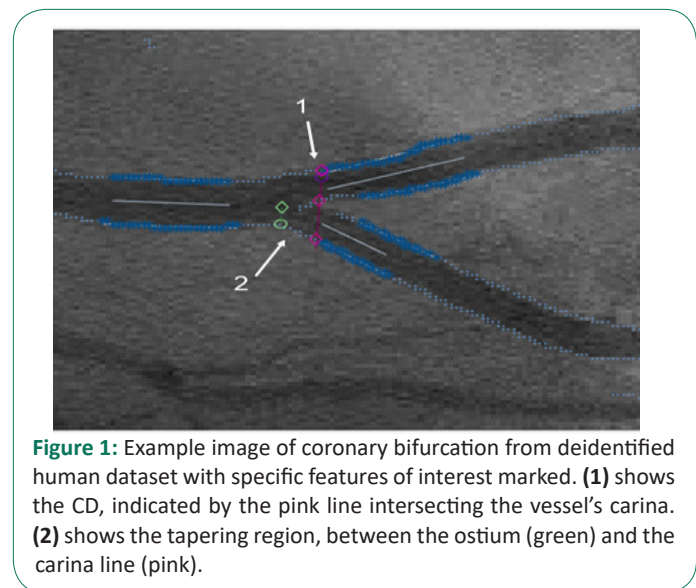 1
2
Figure 1: Example image of coronary bifurcation from deidentified
human dataset with specific features of interest marked. (1) shows
the CD, indicated by the pink line intersecting the vessel's carina.
(2) shows the tapering region, between the ostium (green) and the
carina line (pink).